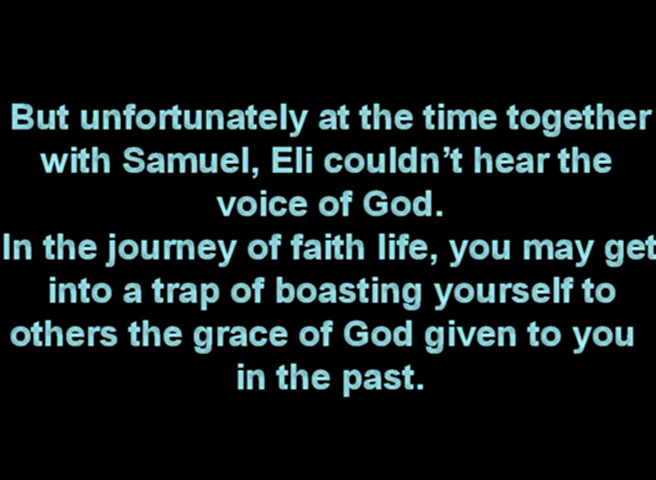 But unfortunately at the time together
with Samuel, Eli couldn’t hear the
voice of God.
In the journey of faith life, you may get
into a trap of boasting yourself to
others the grace of God given to you
in the past.